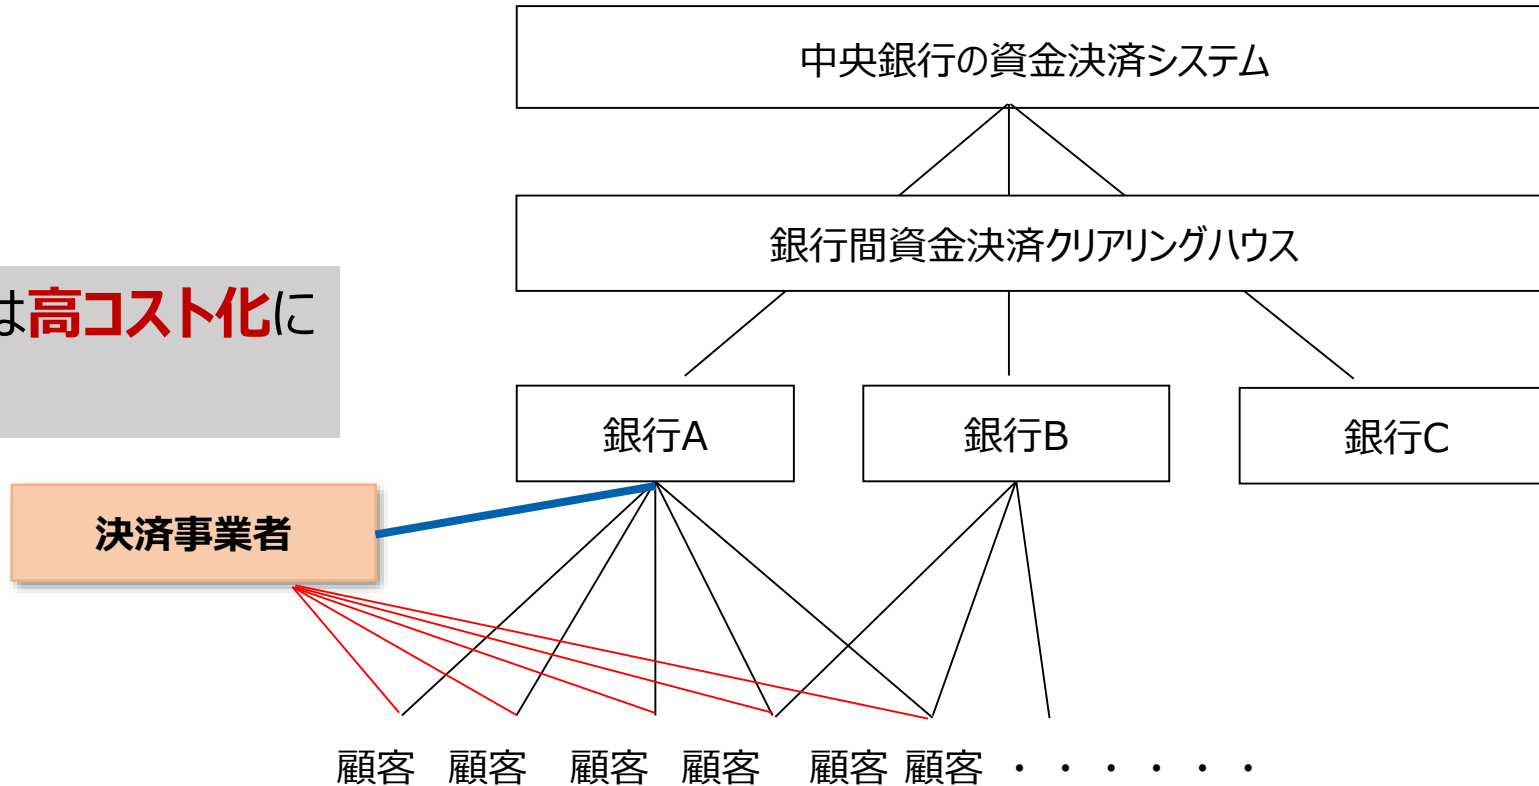 中央銀行の資金決済システム
銀行間資金決済クリアリングハウス
は高コスト化に
銀行A
銀行B
銀行C
決済事業者
顧客 顧客 顧客 顧客 顧客 顧客 ・・・・・・